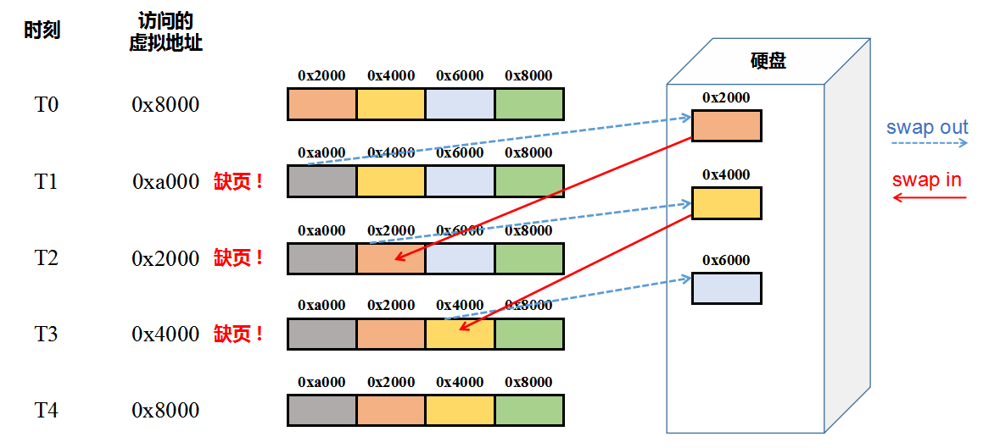 时刻
访问的
虚拟地址
硬盘
0x2000 0x4000 0x6000 0x8000
T0 0x8000
0x2000
swap out
0xa000 0x4000 0x6000 0x8000
T1 0xa000 缺页！
0x4000
swap in
0xa000 0x2000 0x6000 0x8000
T2 0x2000 缺页！
0x6000
0xa000 0x2000 0x4000 0x8000
T3 0x4000 缺页！
0xa000 0x2000 0x4000 0x8000
T4 0x8000